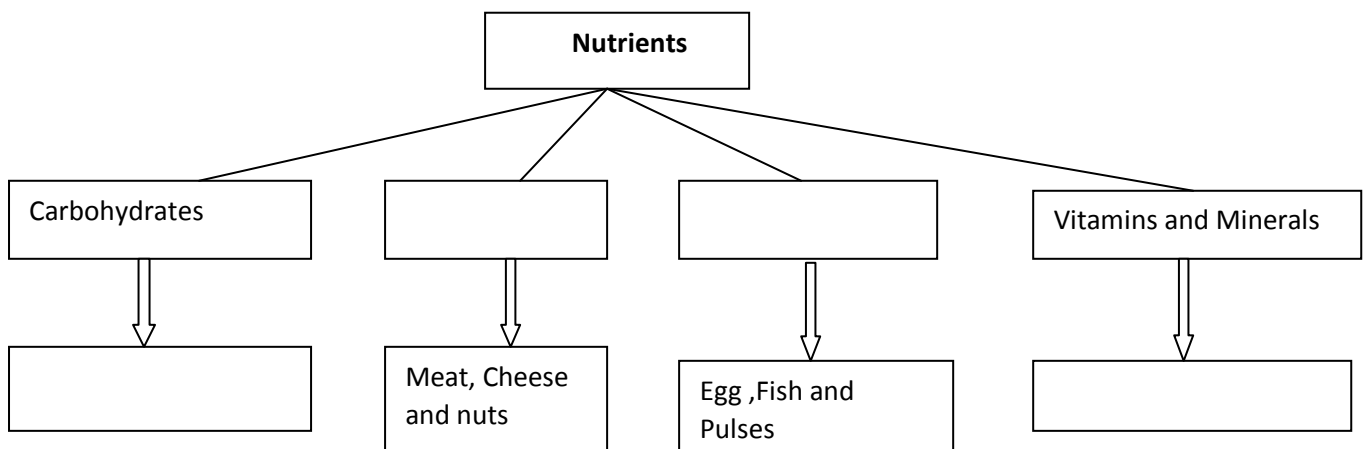 Nutrients
Carbohydrates
Vitamins and Minerals
Meat, Cheese
and nuts
Egg ,Fish and
Pulses